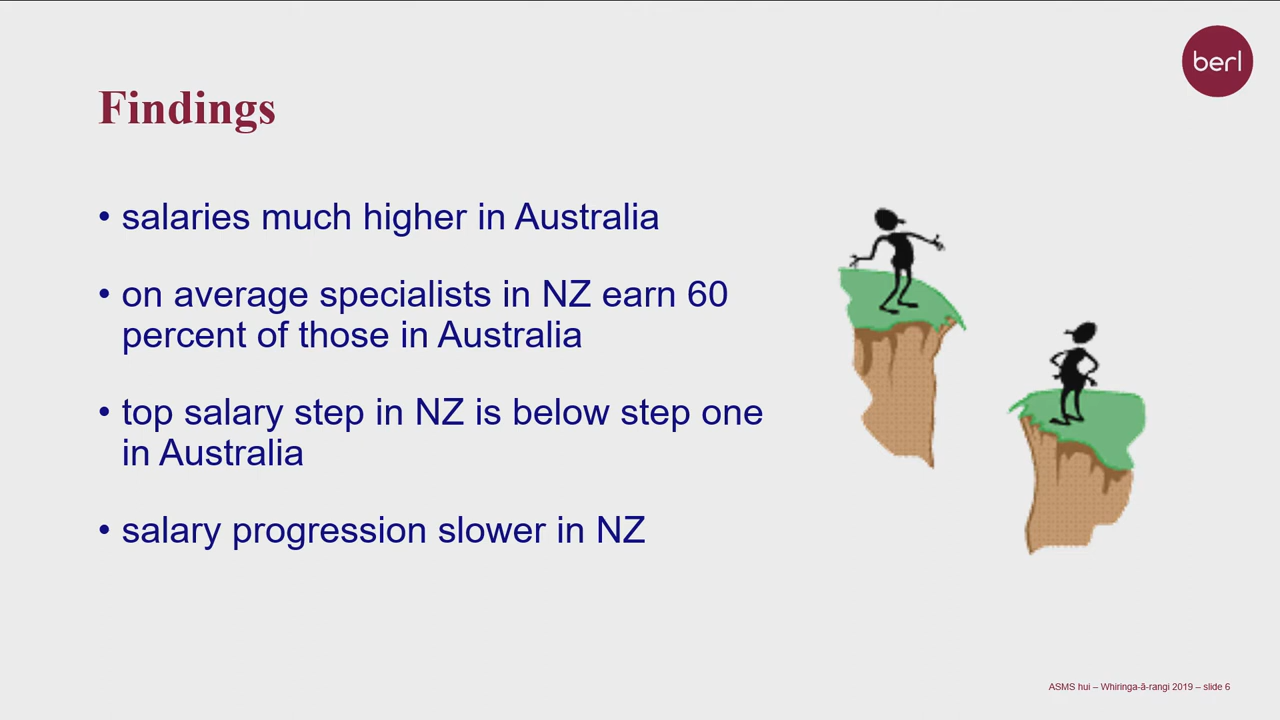 berl
Findings
• salaries much higher in Australia
• on average specialists in NZ earn 60
percent of those in Australia
• top salary step in NZ is below step one
in Australia
• salary progression slower in NZ
ASMS hui – Whiringa-ā-rangi 2019 – slide 6